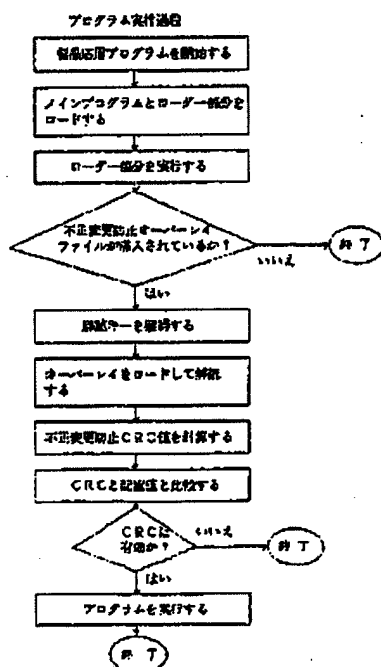 プログラム実行過程
プログラムを開始する
メインプログラムとローダー部分を
ロードする
ローダー部分を実行する
不正変更防止オーバーレイ
ファイルが導入されているか?
いいえ
終了
はい
キーを獲得する
オーバーレイをロードして解読
する
不正変更防止CRC値を計算する
CRCと記憶値と比較する
CRCは
有効か?
いいえ
終了
はい
プログラムを実行する
終了